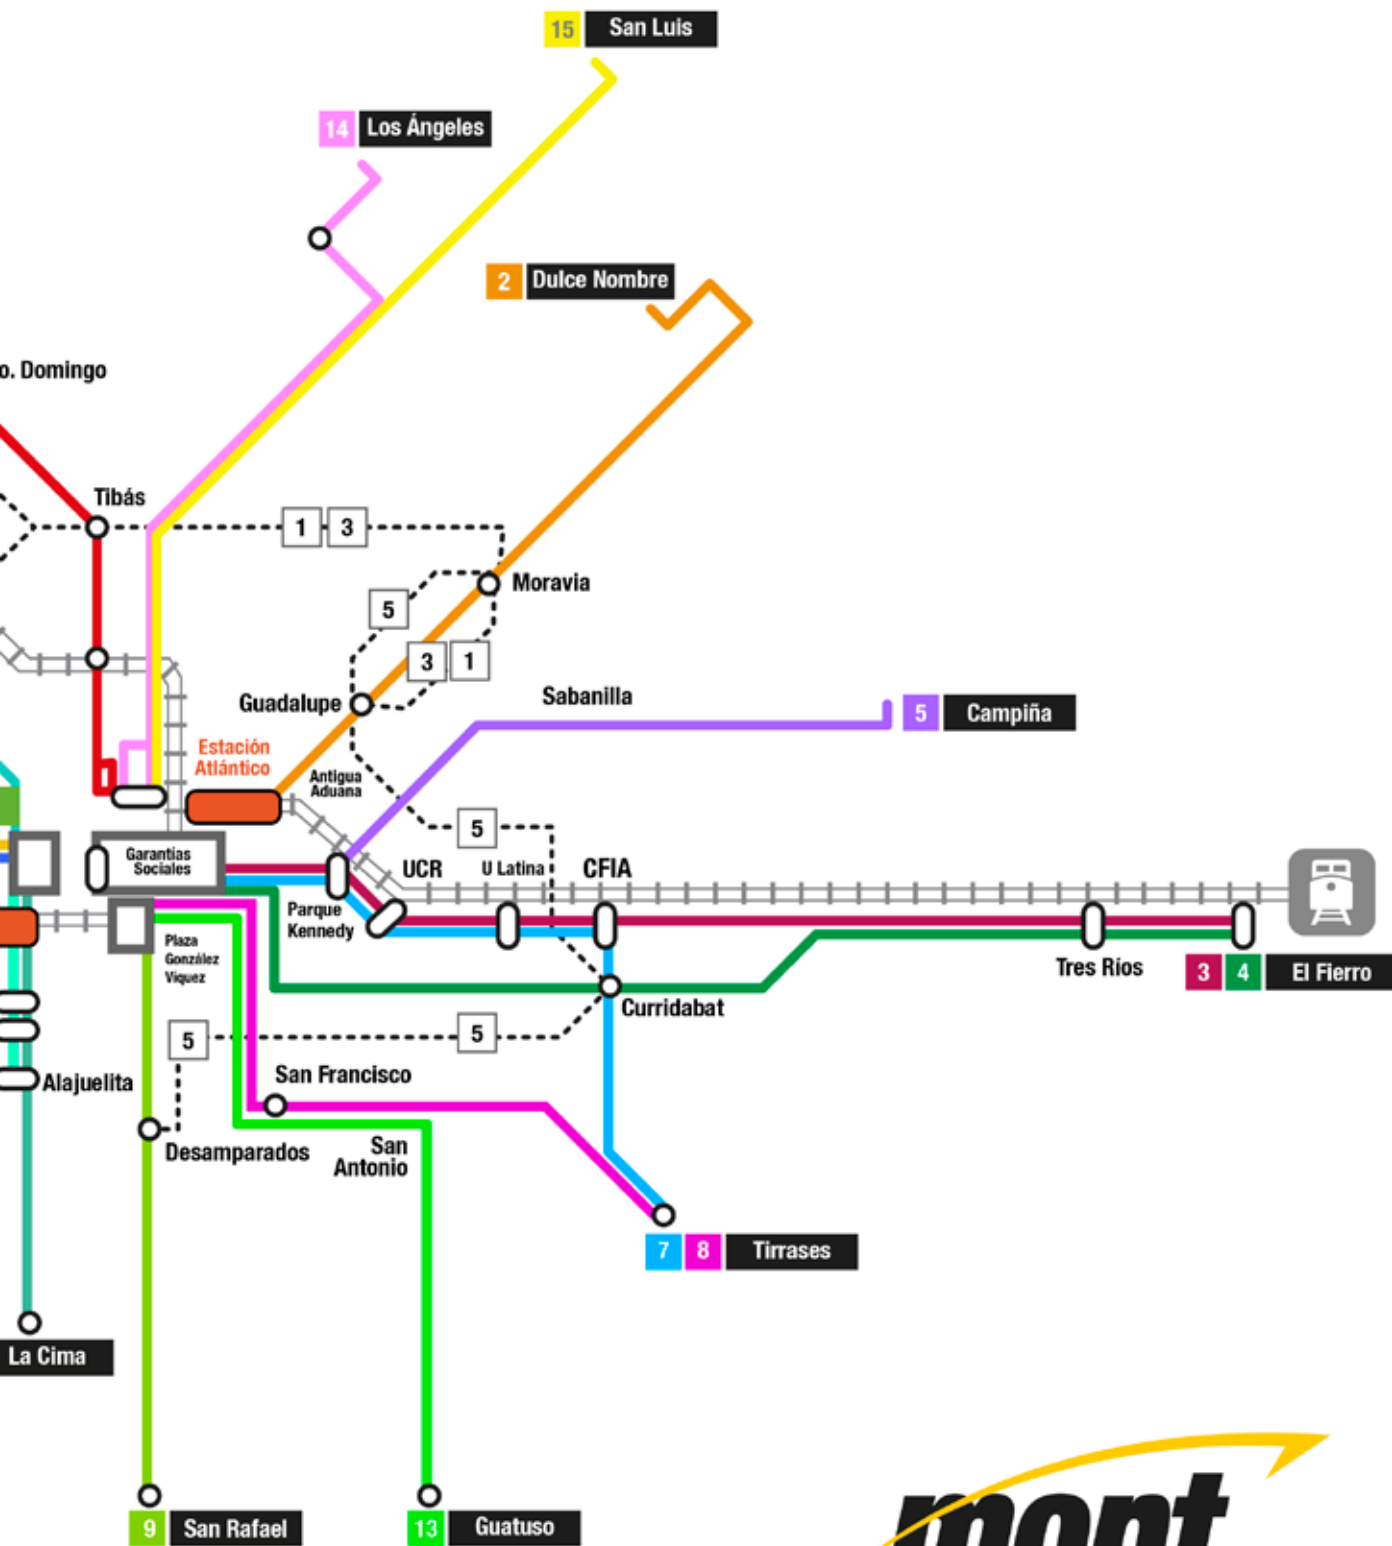 15 San Luis
14 Los Ángeles
2 Dulce Nombre
o. Domingo
Tibás
1 3
Moravia
5
3 1
Guadalupe
Sabanilla
5 Campiña
Estación
Atlántico
Antigua
Aduana
5
Garantías
Sociales
UCR
U Latina
CFIA
Parque
Kennedy
Plaza
González
Víquez
Tres Ríos
3 4 El Fierro
Curridabat
5
5
San Francisco
Alajuelita
Desamparados
San
Antonio
7 8 Tirrases
La Cima
9 San Rafael
13 Guatuso
mopt